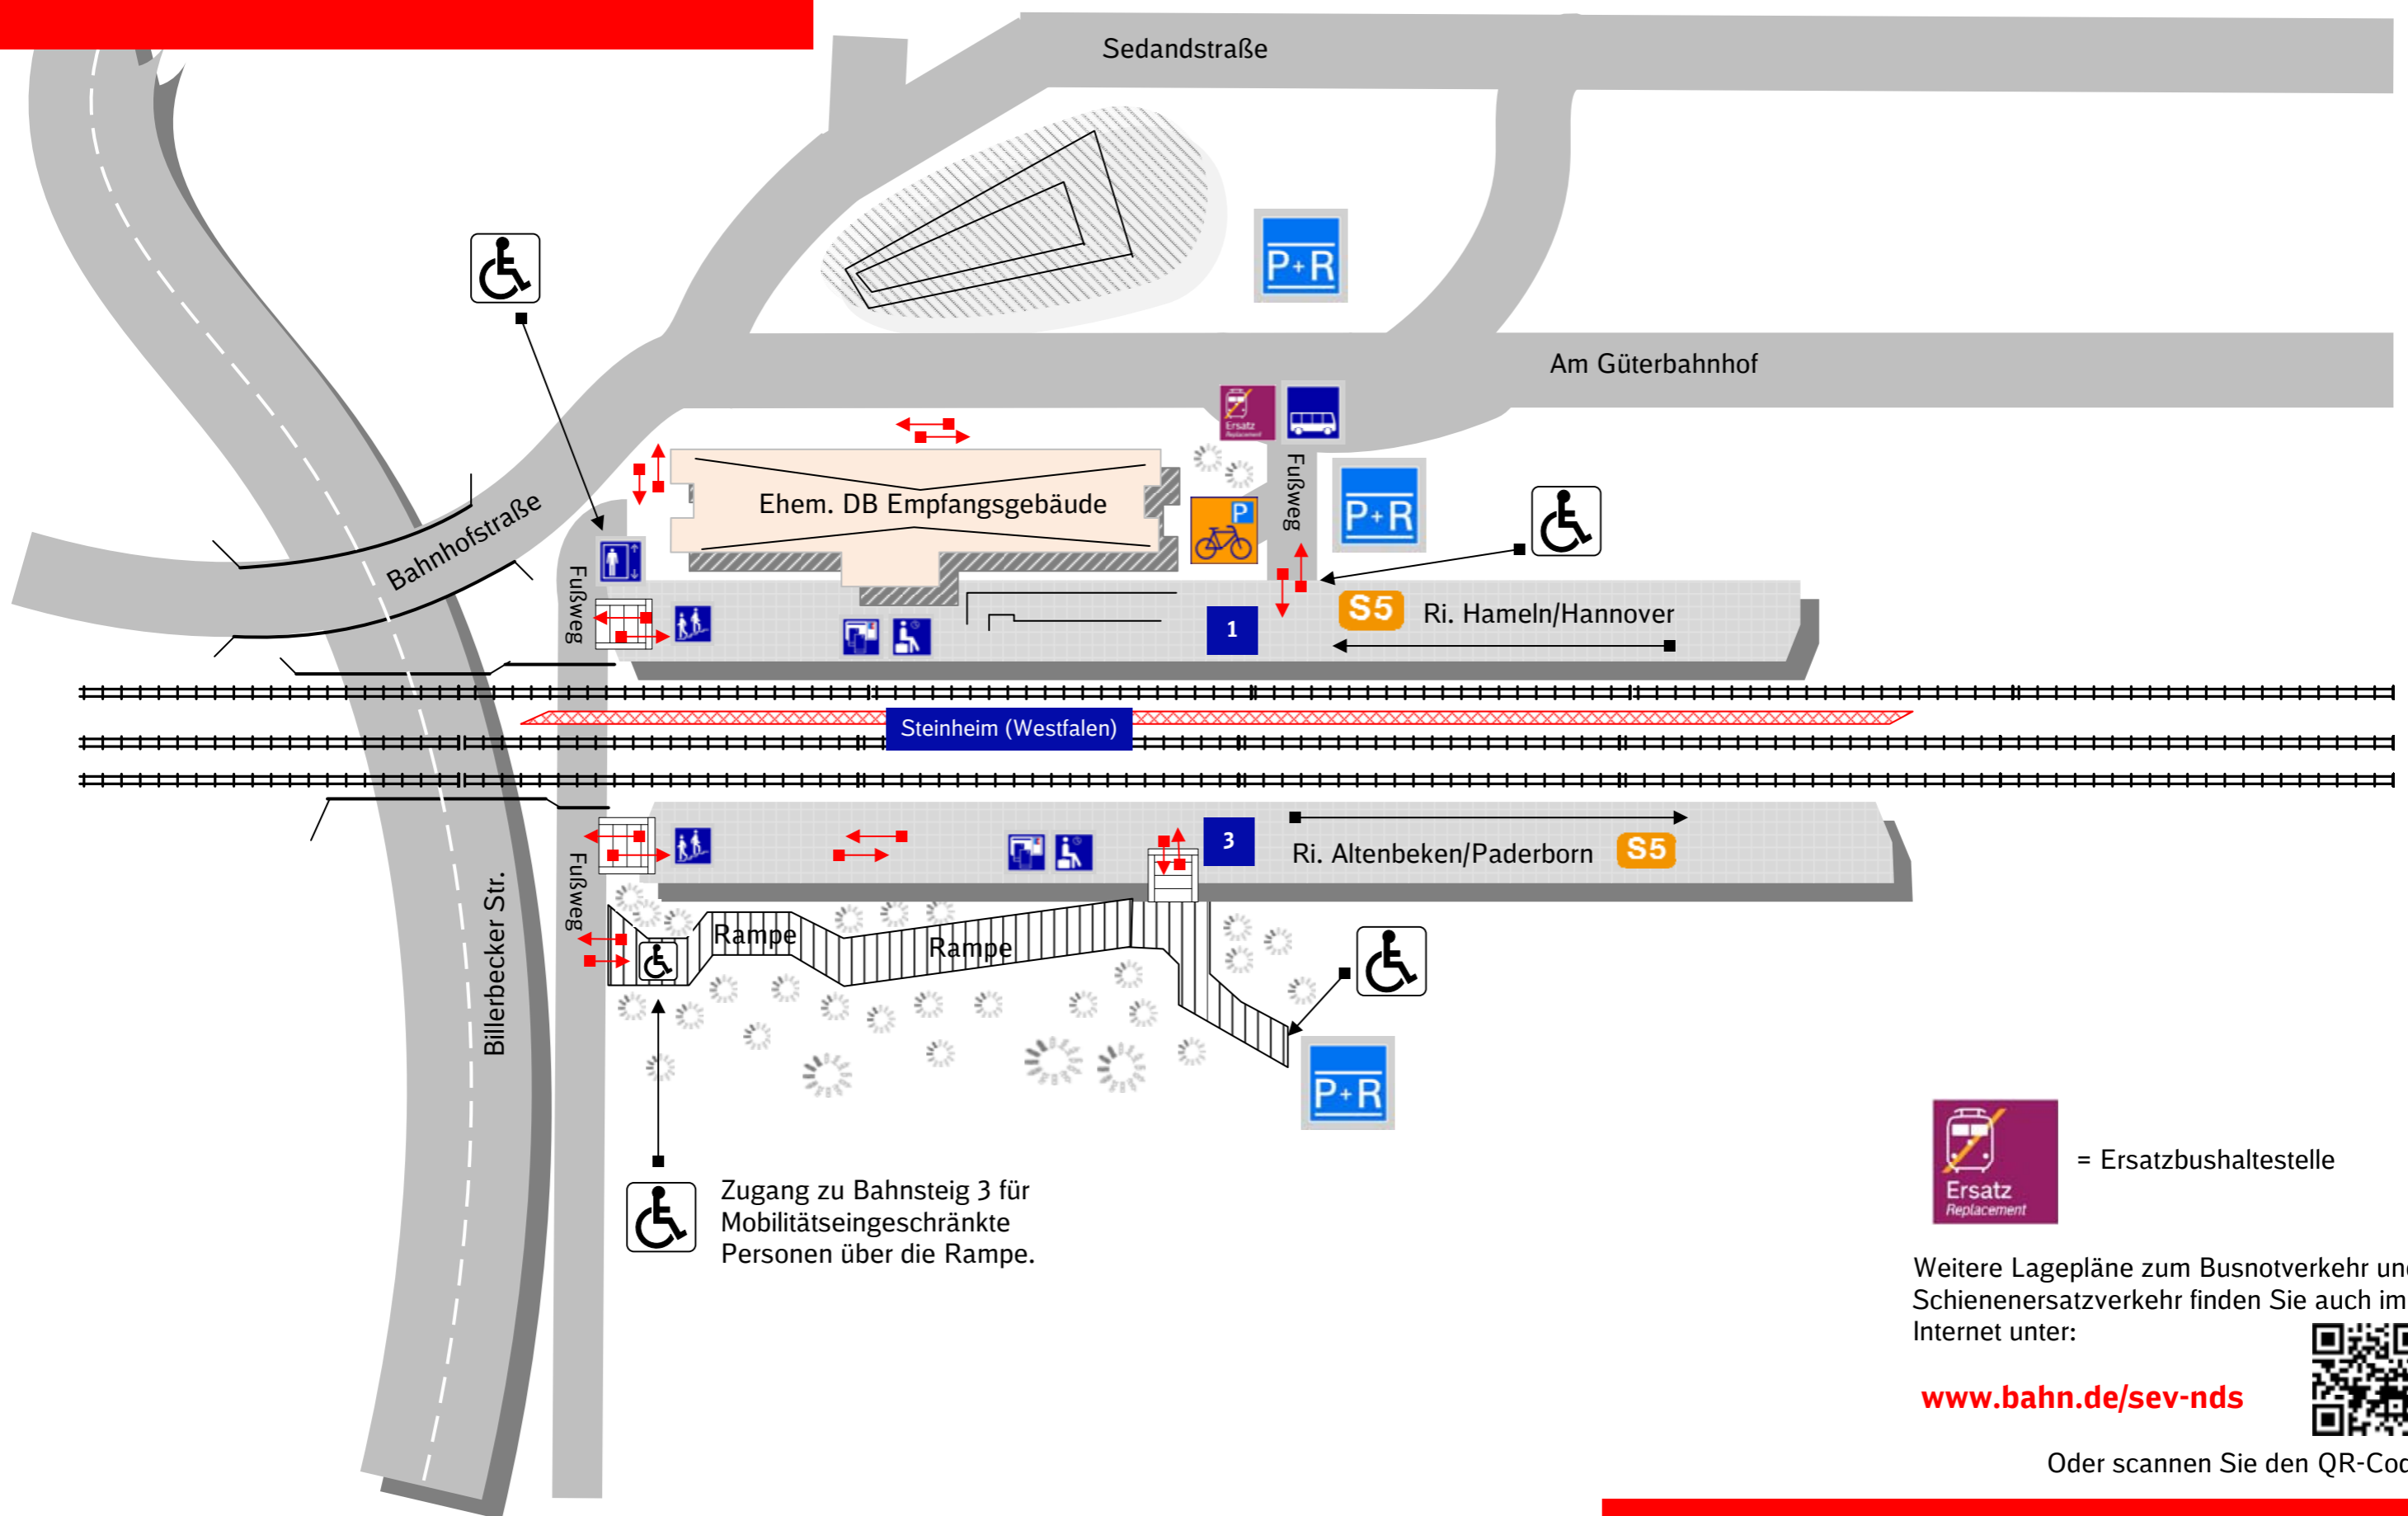 Sedandstraße
P+R
Am Güterbahnhof
Ersatz
Replacement
Fußweg
P
P+R
Ehem. DB Empfangsgebäude
Bahnhofstraße
Fußweg
1
S5 Ri. Hameln/Hannover
Steinheim (Westfalen)
3
Ri. Altenbeken/Paderborn S5
Fußweg
Billerbecker Str.
Rampe
Rampe
P+R
Zugang zu Bahnsteig 3 für
Mobilitätseingeschränkte
Personen über die Rampe.
Ersatz
Replacement
= Ersatzbushaltestelle
Weitere Lagepläne zum Busnotverkehr und
Schienenersatzverkehr finden Sie auch im
Internet unter:
www.bahn.de/sev-nds
Oder scannen Sie den QR-Cod